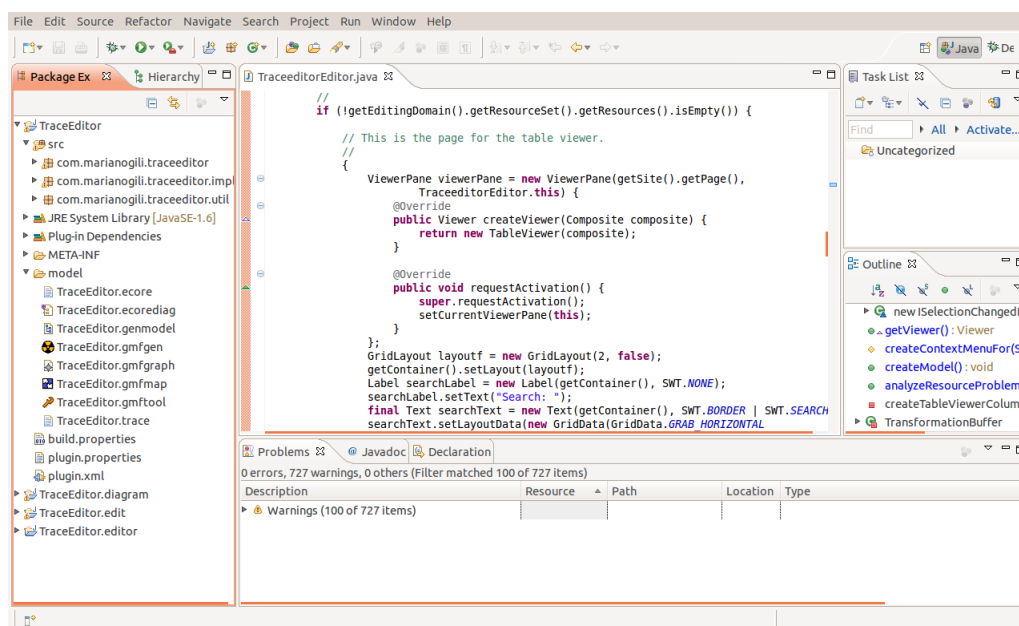 File Edit Source Refactor Navigate Search Project Run Window Help
Java De
Package Ex Hierarchy
TraceEditor
src
com.marianogili.traceeditor
com.marianogili.traceeditor.impl
com.marianogili.traceeditor.util
JRE System Library [JavaSE-1.6]
Plug-in Dependencies
META-INF
model
TraceEditor.ecore
TraceEditor.ecorediag
TraceEditor.genmodel
TraceEditor.gmfgen
TraceEditor.gmfgraph
TraceEditor.gmfmap
TraceEditor.gmftool
TraceEditor.trace
build.properties
plugin.properties
plugin.xml
TraceEditor.diagram
TraceEditor.edit
TraceEditor.editor
TraceeditorEditor.java
//
if (!getEditingDomain().getResourceSet().getResources().isEmpty()) {
// This is the page for the table viewer.
//
{
ViewerPane viewerPane = new ViewerPane(getSite().getPage(),
TraceeditorEditor.this) {
@Override
public Viewer createViewer(Composite composite) {
return new TableViewer(composite);
}
@Override
public void requestActivation() {
super.requestActivation();
setCurrentViewerPane(this);
}
};
GridLayout layoutf = new GridLayout(2, false);
getContainer().setLayout(layoutf);
Label searchLabel = new Label(getContainer(), SWT.NONE);
searchLabel.setText("Search: ");
final Text searchText = new Text(getContainer(), SWT.BORDER | SWT.SEARCH
searchText.setLayoutData(new GridData(GridData.GRAB_HORIZONTAL
Task List
Find All Activate...
Uncategorized
Outline
new ISelectionChangedL
getViewer() : Viewer
createContextMenuFor(S
createModel() : void
analyzeResourceProblem
createTableViewerColum
TransformationBuffer
Problems Javadoc Declaration
0 errors, 727 warnings, 0 others (Filter matched 100 of 727 items)
Description Resource Path Location Type
Warnings (100 of 727 items)